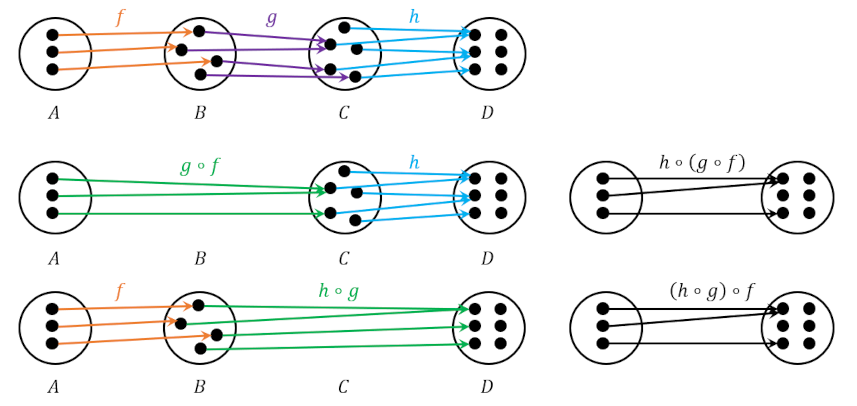 f g h
A B C D
g ∘ f h h ∘ (g ∘ f)
A B C D
f h ∘ g (h ∘ g) ∘ f
A B C D